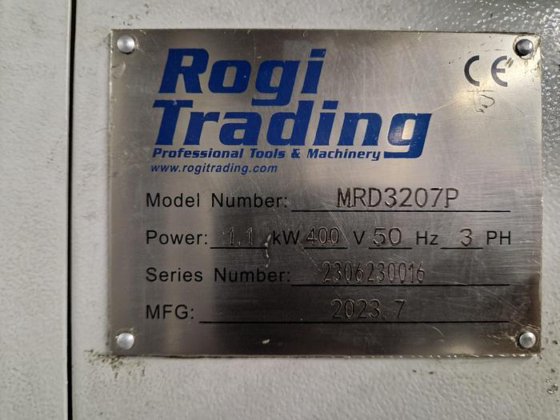 Rogi
Trading
Professional Tools & Machinery
www.rogitrading.com
CE
Model Number: MRD3207P
Power: 1.1 kW 400 V 50 Hz 3 PH
Series Number: 2306230016
MFG: 2023.7